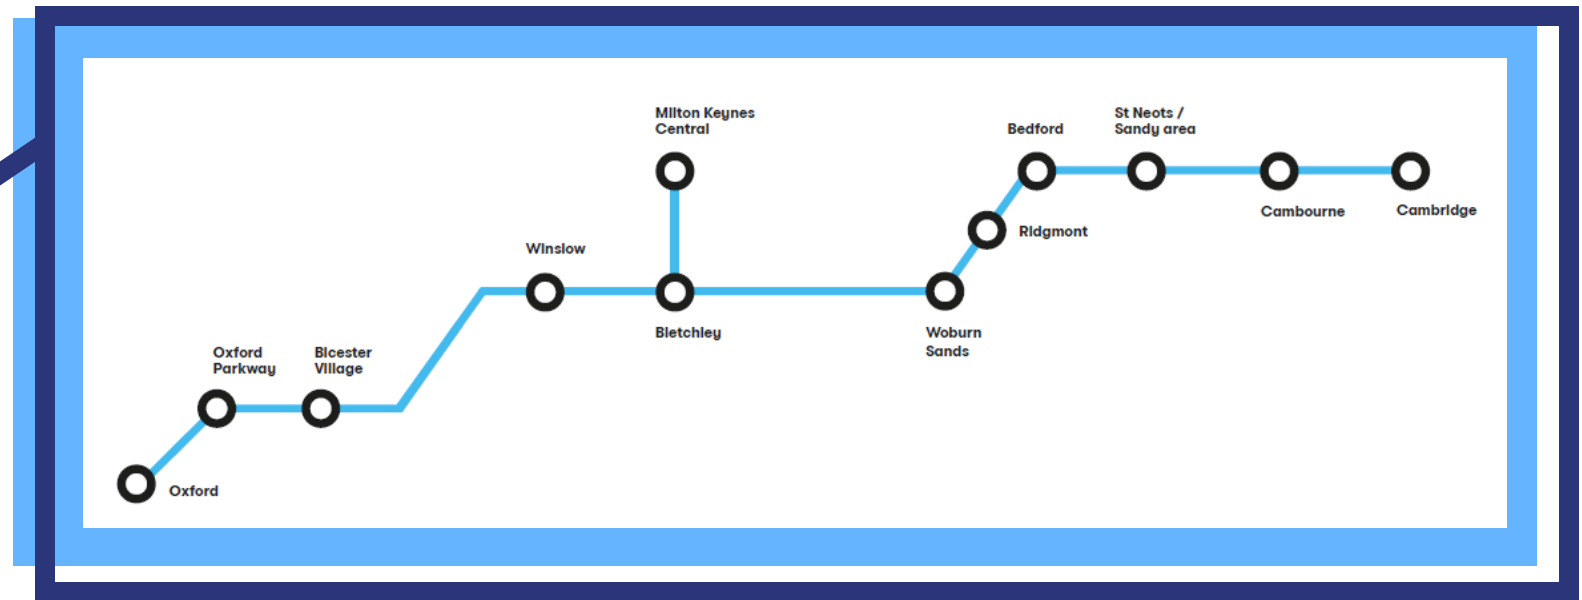 Milton Keynes
Central
Bedford
St Neots /
Sandy area
Cambourne
Cambridge
Ridgmont
Winslow
Bletchley
Woburn
Sands
Oxford
Parkway
Bicester
Village
Oxford